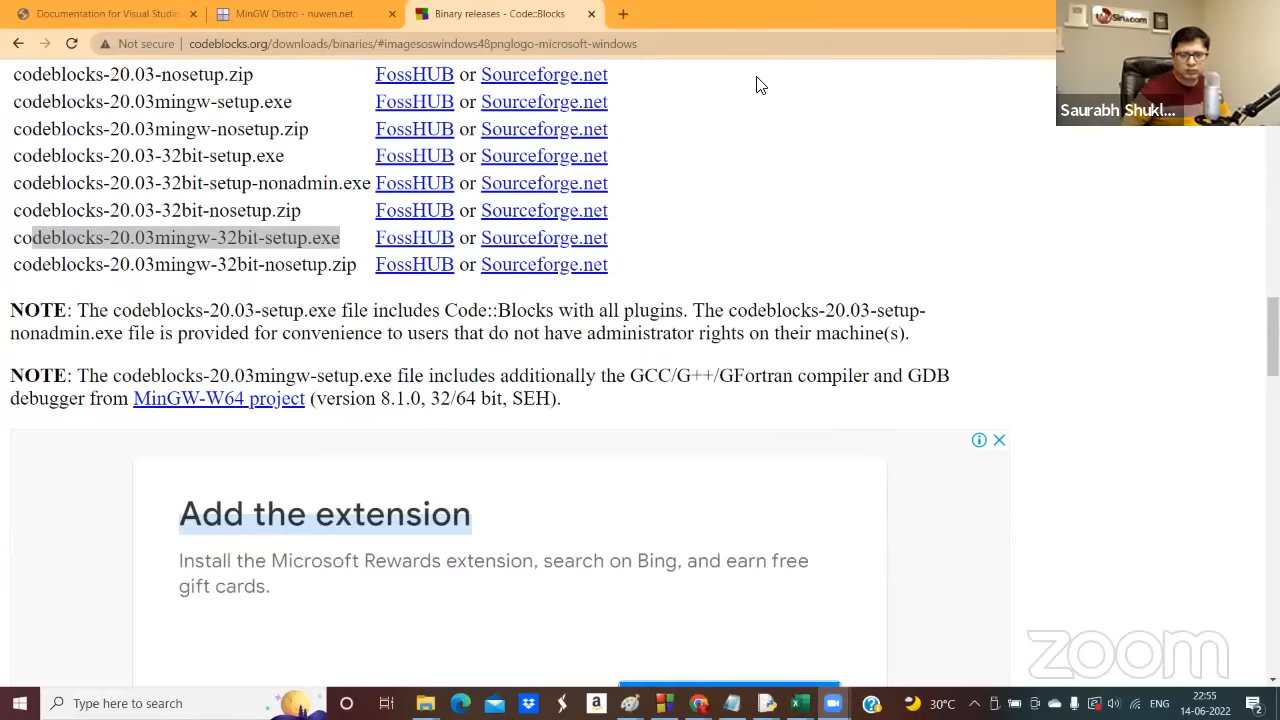 Documentation for Visual Studio
MinGW Distro - nuwen.net
Binary releases - Code::Blocks
Not secure
codeblocks.org/downloads/binaries/#imagesoswindows48pnglogo-microsoft-windows
Siru.com
Saurabh Shukl...
codeblocks-20.03-nosetup.zip FossHUB or Sourceforge.net
codeblocks-20.03mingw-setup.exe FossHUB or Sourceforge.net
codeblocks-20.03mingw-nosetup.zip FossHUB or Sourceforge.net
codeblocks-20.03-32bit-setup.exe FossHUB or Sourceforge.net
codeblocks-20.03-32bit-setup-nonadmin.exe FossHUB or Sourceforge.net
codeblocks-20.03-32bit-nosetup.zip FossHUB or Sourceforge.net
codeblocks-20.03mingw-32bit-setup.exe FossHUB or Sourceforge.net
codeblocks-20.03mingw-32bit-nosetup.zip FossHUB or Sourceforge.net
NOTE: The codeblocks-20.03-setup.exe file includes Code::Blocks with all plugins. The codeblocks-20.03-setup-
nonadmin.exe file is provided for convenience to users that do not have administrator rights on their machine(s).
NOTE: The codeblocks-20.03mingw-setup.exe file includes additionally the GCC/G++/GFortran compiler and GDB
debugger from MinGW-W64 project (version 8.1.0, 32/64 bit, SEH).
Add the extension
Install the Microsoft Rewards extension, search on Bing, and earn free
gift cards.
zoom
Type here to search
30°C
ENG
22:55
14-06-2022
2